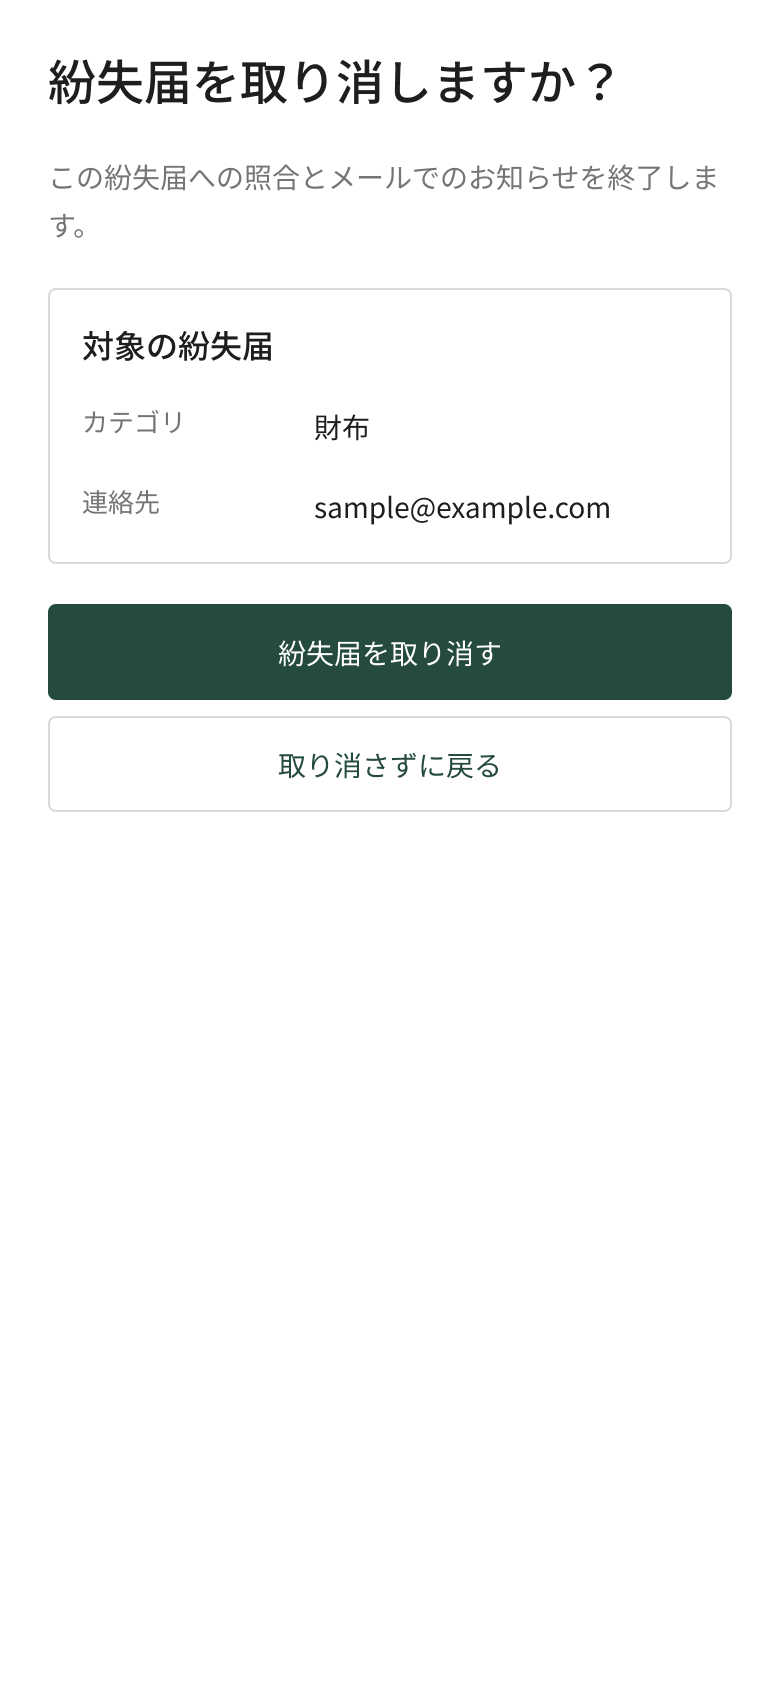 紛失届を取り消しますか？
この紛失届への照合とメールでのお知らせを終了しま
す。
対象の紛失届
カテゴリ 財布
連絡先 sample@example.com
紛失届を取り消す
取り消さずに戻る